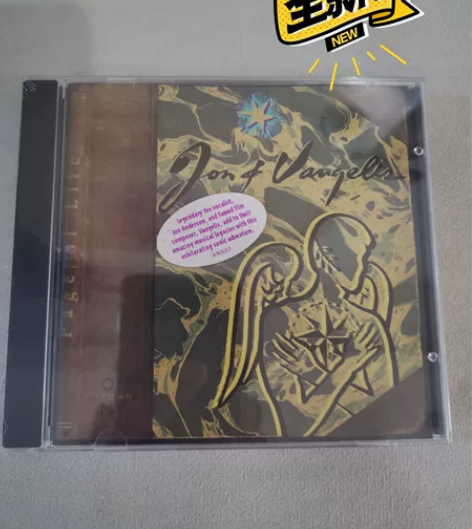 全新
NEW
Jon & Vangelis
Legendary Yes vocalist,
Jon Anderson, and famed film
composer, Vangelis, add to their
amazing musical legacies with this
exhilarating sonic adventure.
Page of Life